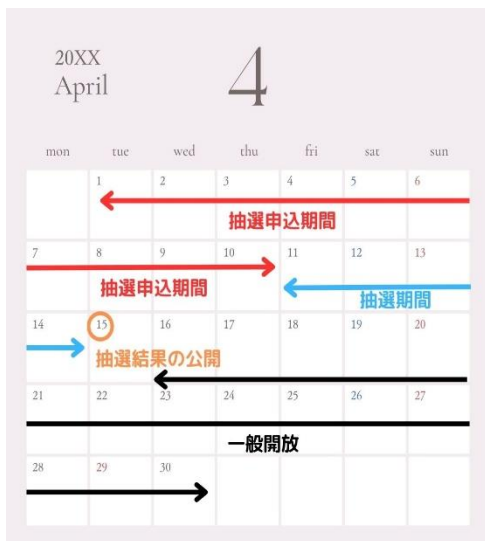 20XX
April
4
mon tue wed thu fri sat sun
1 2 3 4 5 6
抽選申込期間
7 8 9 10 11 12 13
抽選申込期間
抽選期間
14 15 16 17 18 19 20
抽選結果の公開
21 22 23 24 25 26 27
一般開放
28 29 30